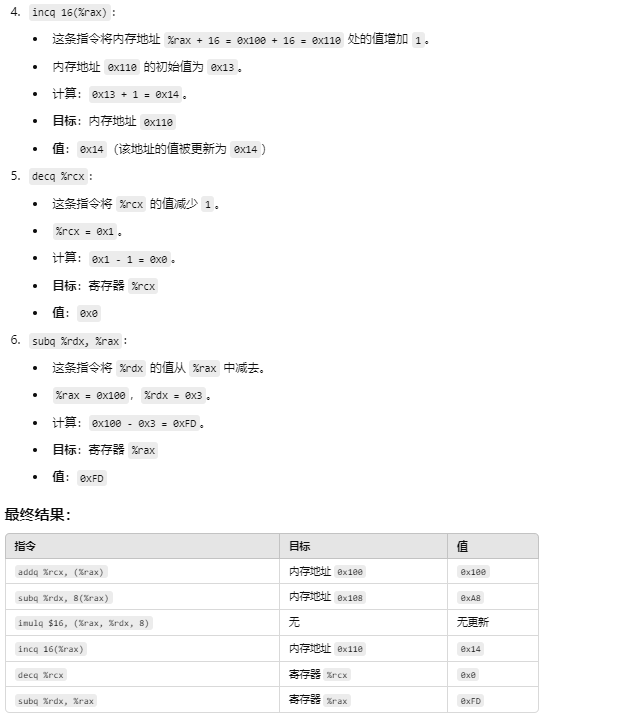 4. incq 16(%rax)：
• 这条指令将内存地址 %rax + 16 = 0x100 + 16 = 0x110 处的值增加 1 。
• 内存地址 0x110 的初始值为 0x13 。
• 计算： 0x13 + 1 = 0x14 。
• 目标：内存地址 0x110
• 值： 0x14 （该地址的值被更新为 0x14 ）
5. decq %rcx：
• 这条指令将 %rcx 的值减少 1 。
• %rcx = 0x1 。
• 计算： 0x1 - 1 = 0x0 。
• 目标：寄存器 %rcx
• 值： 0x0
6. subq %rdx, %rax：
• 这条指令将 %rdx 的值从 %rax 中减去。
• %rax = 0x100 ， %rdx = 0x3 。
• 计算： 0x100 - 0x3 = 0xFD 。
• 目标：寄存器 %rax
• 值： 0xFD
最终结果：
指令 目标 值
addq %rcx, (%rax) 内存地址 0x100 0x100
subq %rdx, 8(%rax) 内存地址 0x108 0xA8
imulq $16, (%rax, %rdx, 8) 无 无更新
incq 16(%rax) 内存地址 0x110 0x14
decq %rcx 寄存器 %rcx 0x0
subq %rdx, %rax 寄存器 %rax 0xFD